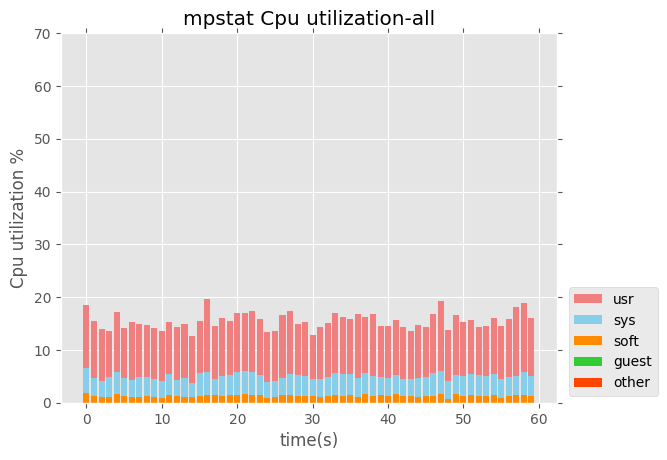 mpstat Cpu utilization-all
70
60
50
40
30
20
10
0
Cpu utilization %
0 10 20 30 40 50 60
time(s)
usr
sys
soft
guest
other